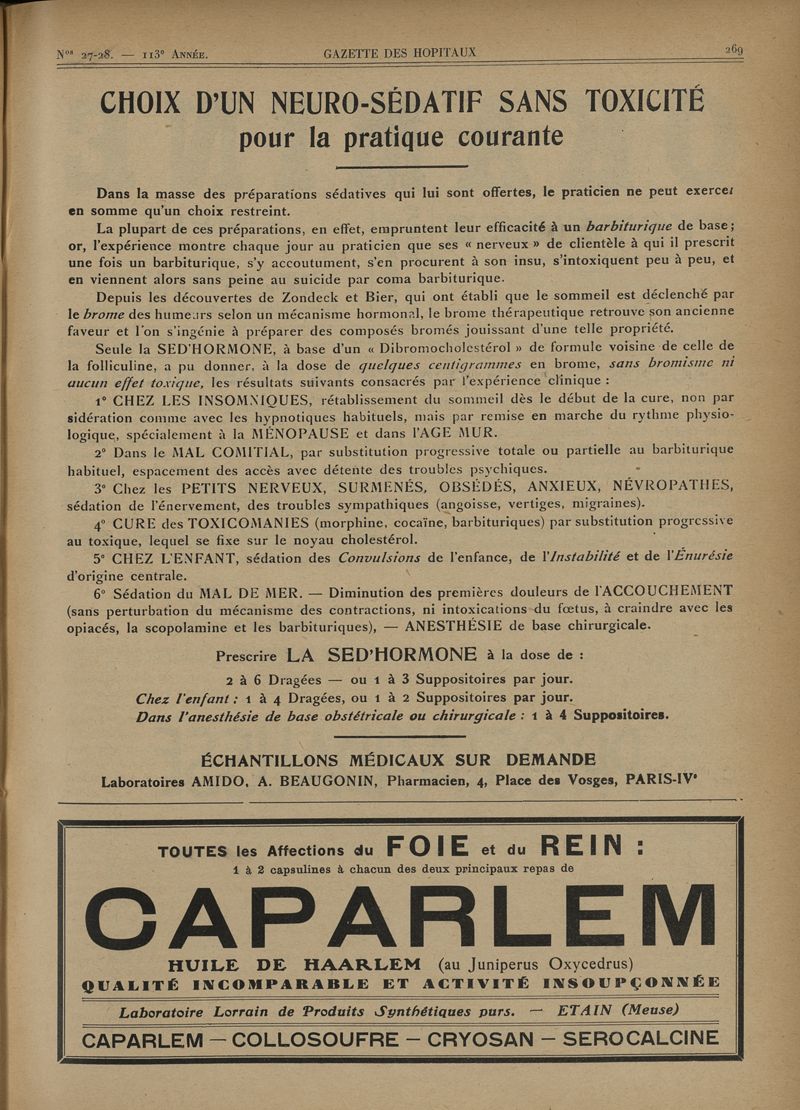 Nos 27-28. — 113e ANNÉE.
GAZETTE DES HOPITAUX
269
CHOIX D'UN NEURO-SÉDATIF SANS TOXICITÉ
pour la pratique courante
Dans la masse des préparations sédatives qui lui sont offertes, le praticien ne peut exercer
en somme qu'un choix restreint.
La plupart de ces préparations, en effet, empruntent leur efficacité à un barbiturique de base ;
or, l'expérience montre chaque jour au praticien que ses « nerveux » de clientèle à qui il prescrit
une fois un barbiturique, s'y accoutument, s'en procurent à son insu, s'intoxiquent peu à peu, et
en viennent alors sans peine au suicide par coma barbiturique.
Depuis les découvertes de Zondeck et Bier, qui ont établi que le sommeil est déclenché par
le brome des humeurs selon un mécanisme hormonal, le brome thérapeutique retrouve son ancienne
faveur et l'on s'ingénie à préparer des composés bromés jouissant d'une telle propriété.
Seule la SED'HORMONE, à base d'un « Dibromocholestérol » de formule voisine de celle de
la folliculine, a pu donner, à la dose de quelques centigrammes en brome, sans bromisme ni
aucun effet toxique, les résultats suivants consacrés par l'expérience clinique :
1° CHEZ LES INSOMNIQUES, rétablissement du sommeil dès le début de la cure, non par
sidération comme avec les hypnotiques habituels, mais par remise en marche du rythme physio-
logique, spécialement à la MÉNOPAUSE et dans l'AGE MUR.
2° Dans le MAL COMITIAL, par substitution progressive totale ou partielle au barbiturique
habituel, espacement des accès avec détente des troubles psychiques.
3° Chez les PETITS NERVEUX, SURMENÉS, OBSÉDÉS, ANXIEUX, NÉVROPATHES,
sédation de l'énervement, des troubles sympathiques (angoisse, vertiges, migraines).
4° CURE des TOXICOMANIES (morphine, cocaïne, barbituriques) par substitution progressive
au toxique, lequel se fixe sur le noyau cholestérol.
5° CHEZ L'ENFANT, sédation des Convulsions de l'enfance, de l'Instabilité et de l'Énurésie
d'origine centrale.
6° Sédation du MAL DE MER. — Diminution des premières douleurs de l'ACCOUCHEMENT
(sans perturbation du mécanisme des contractions, ni intoxications du fœtus, à craindre avec les
opiacés, la scopolamine et les barbituriques), — ANESTHÉSIE de base chirurgicale.
Prescrire LA SED'HORMONE à la dose de :
2 à 6 Dragées — ou 1 à 3 Suppositoires par jour.
Chez l'enfant : 1 à 4 Dragées, ou 1 à 2 Suppositoires par jour.
Dans l'anesthésie de base obstétricale ou chirurgicale : 1 à 4 Suppositoires.
ÉCHANTILLONS MÉDICAUX SUR DEMANDE
Laboratoires AMIDO, A. BEAUGONIN, Pharmacien, 4, Place des Vosges, PARIS-IVe
TOUTES les Affections du FOIE et du REIN :
1 à 2 capsulines à chacun des deux principaux repas de
CAPARLEM
HUILE DE HAARLEM (au Juniperus Oxycedrus)
QUALITÉ INCOMPARABLE ET ACTIVITÉ INSOUPÇONNÉE
Laboratoire Lorrain de Produits Synthétiques purs. — ETAIN (Meuse)
CAPARLEM — COLLOSOUFRE — CRYOSAN — SEROCALCINE